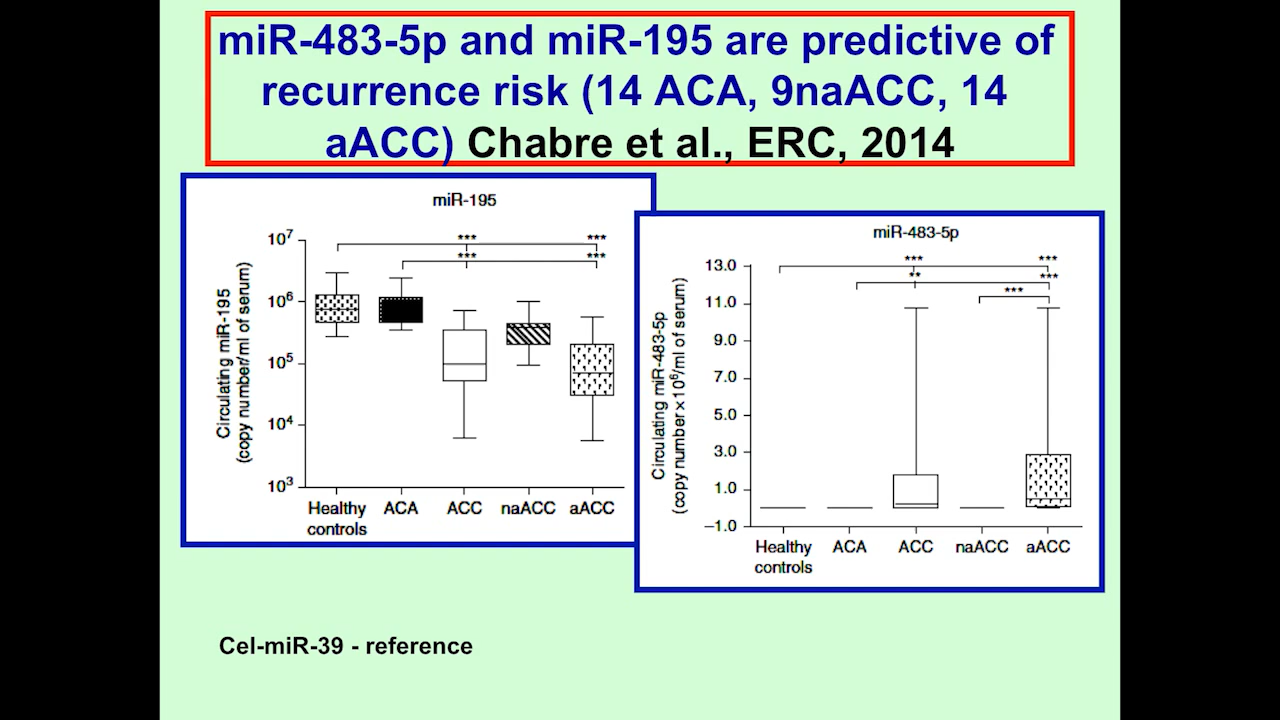 miR-483-5p and miR-195 are predictive of
recurrence risk (14 ACA, 9naACC, 14
aACC) Chabre et al., ERC, 2014
miR-195
*** ***
*** ***
10⁷
10⁶
10⁵
10⁴
10³
Circulating miR-195
(copy number/ml of serum)
Healthy controls ACA ACC naACC aACC
miR-483-5p
*** ***
** ***
***
13.0
11.0
9.0
7.0
5.0
3.0
1.0
−1.0
Circulating miR-483-5p
(copy number×10⁶/ml of serum)
Healthy controls ACA ACC naACC aACC
Cel-miR-39 - reference